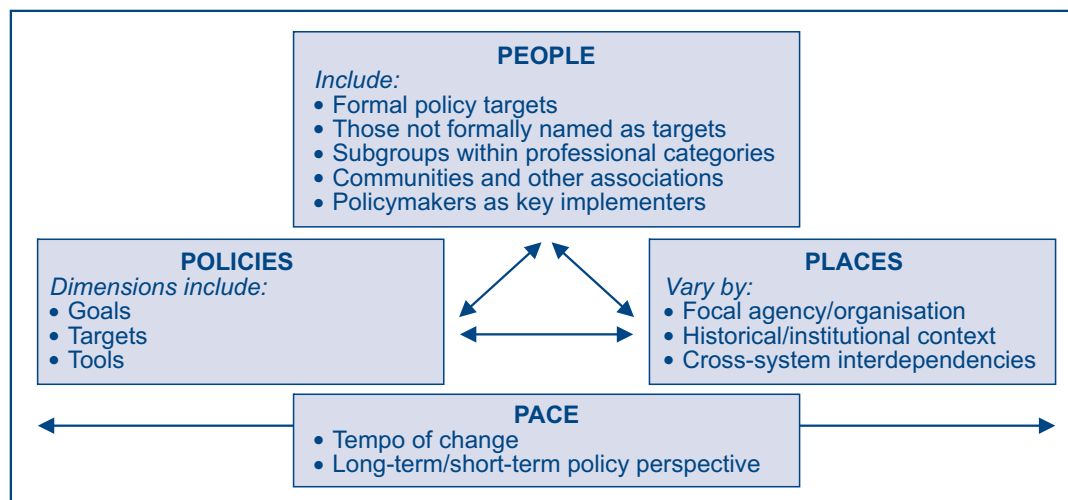 PEOPLE
Include:
• Formal policy targets
• Those not formally named as targets
• Subgroups within professional categories
• Communities and other associations
• Policymakers as key implementers
POLICIES
Dimensions include:
• Goals
• Targets
• Tools
PLACES
Vary by:
• Focal agency/organisation
• Historical/institutional context
• Cross-system interdependencies
PACE
• Tempo of change
• Long-term/short-term policy perspective